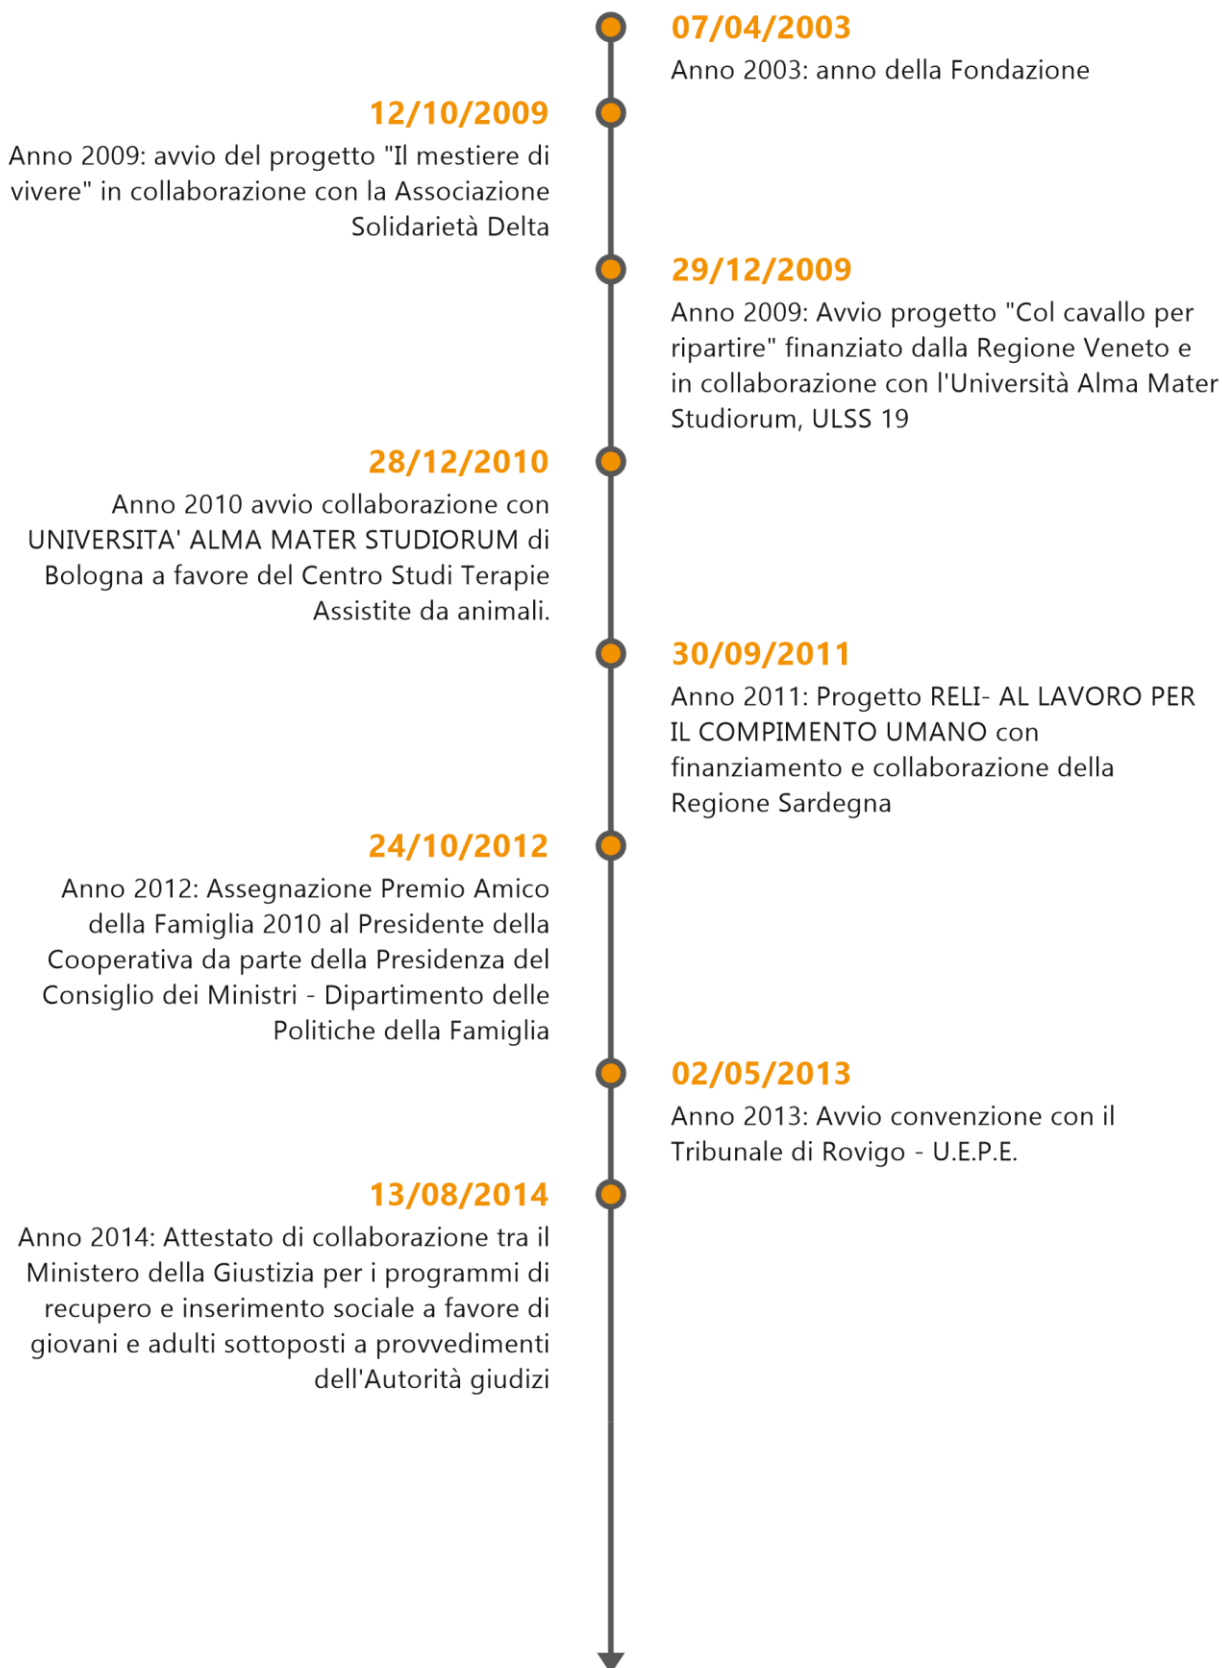 07/04/2003
Anno 2003: anno della Fondazione
12/10/2009
Anno 2009: avvio del progetto "Il mestiere di
vivere" in collaborazione con la Associazione
Solidarietà Delta
29/12/2009
Anno 2009: Avvio progetto "Col cavallo per
ripartire" finanziato dalla Regione Veneto e
in collaborazione con l'Università Alma Mater
Studiorum, ULSS 19
28/12/2010
Anno 2010 avvio collaborazione con
UNIVERSITA' ALMA MATER STUDIORUM di
Bologna a favore del Centro Studi Terapie
Assistite da animali.
30/09/2011
Anno 2011: Progetto RELI- AL LAVORO PER
IL COMPIMENTO UMANO con
finanziamento e collaborazione della
Regione Sardegna
24/10/2012
Anno 2012: Assegnazione Premio Amico
della Famiglia 2010 al Presidente della
Cooperativa da parte della Presidenza del
Consiglio dei Ministri - Dipartimento delle
Politiche della Famiglia
02/05/2013
Anno 2013: Avvio convenzione con il
Tribunale di Rovigo - U.E.P.E.
13/08/2014
Anno 2014: Attestato di collaborazione tra il
Ministero della Giustizia per i programmi di
recupero e inserimento sociale a favore di
giovani e adulti sottoposti a provvedimenti
dell'Autorità giudizi